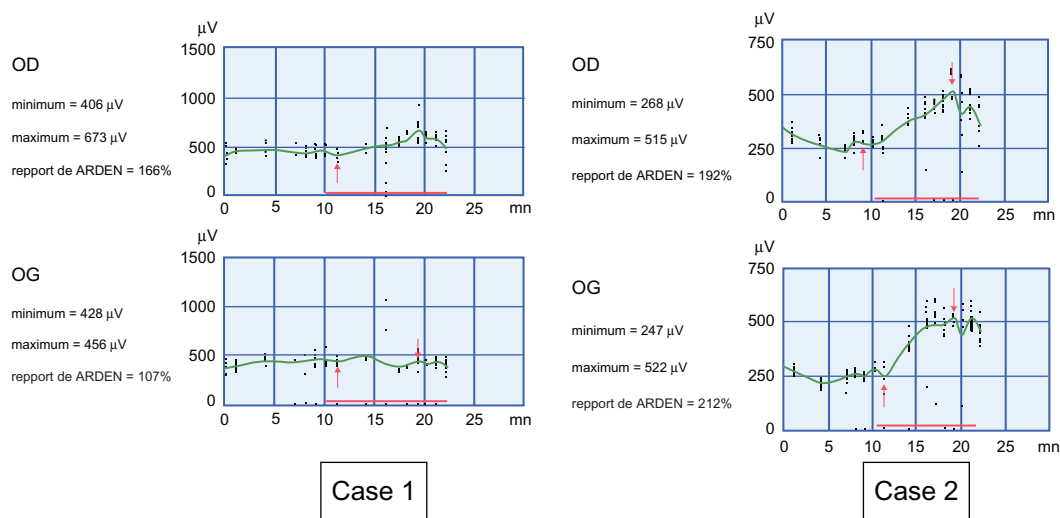 µV
1500
OD
minimum = 406 µV
1000
maximum = 673 µV
500
repport de ARDEN = 166%
0
0 5 10 15 20 mn
µV
1500
OG
minimum = 428 µV
1000
maximum = 456 µV
500
repport de ARDEN = 107%
0
0 5 10 15 20 mn
Case 1
µV
750
OD
minimum = 268 µV
500
maximum = 515 µV
250
repport de ARDEN = 192%
0
0 5 10 15 20 25 mn
750
OG
minimum = 247 µV
500
maximum = 522 µV
250
repport de ARDEN = 212%
0
0 5 10 15 20 25 mn
Case 2